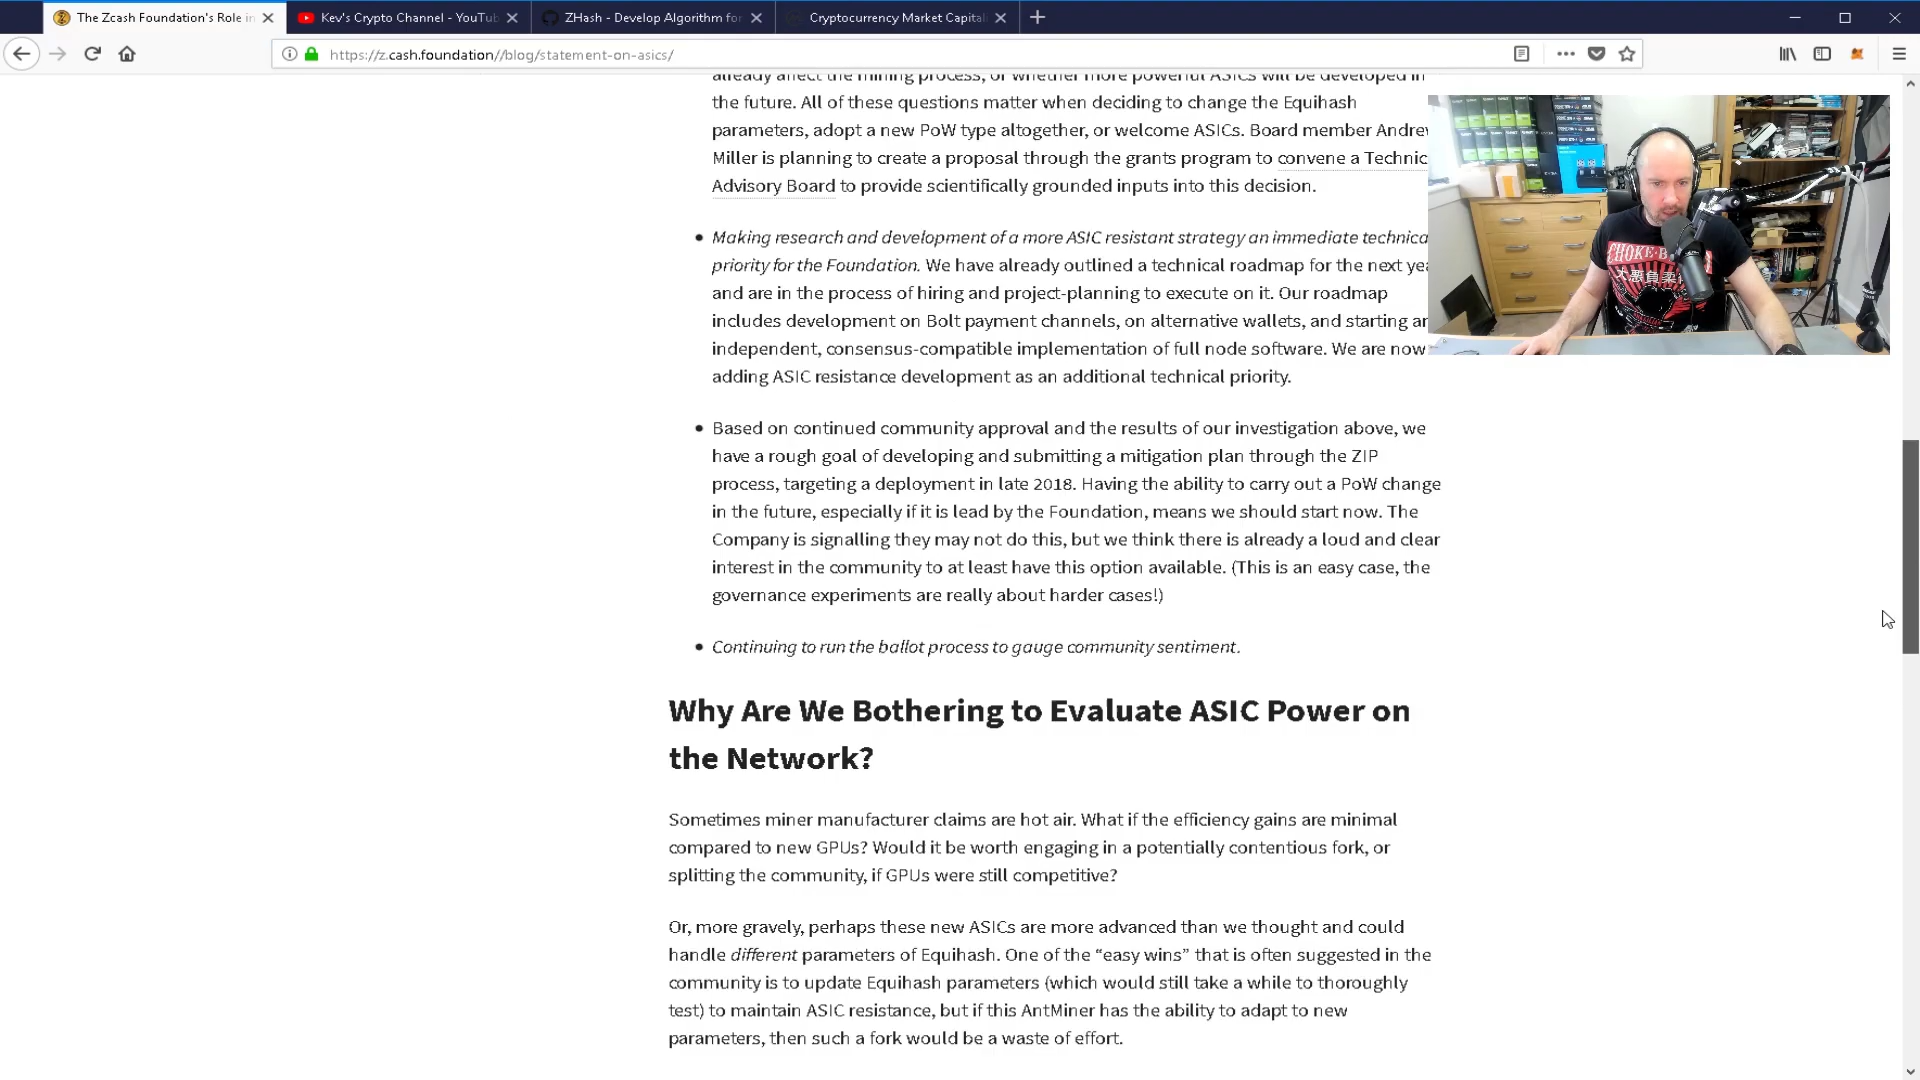 The Zcash Foundation's Role in
Kev's Crypto Channel - YouTub
ZHash - Develop Algorithm for
Cryptocurrency Market Capital
https://z.cash.foundation//blog/statement-on-asics/
already affect the mining process, or whether more powerful ASICs will be developed in
the future. All of these questions matter when deciding to change the Equihash
parameters, adopt a new PoW type altogether, or welcome ASICs. Board member Andrew
Miller is planning to create a proposal through the grants program to convene a Technic
Advisory Board to provide scientifically grounded inputs into this decision.
• Making research and development of a more ASIC resistant strategy an immediate technica
priority for the Foundation. We have already outlined a technical roadmap for the next yea
and are in the process of hiring and project-planning to execute on it. Our roadmap
includes development on Bolt payment channels, on alternative wallets, and starting an
independent, consensus-compatible implementation of full node software. We are now
adding ASIC resistance development as an additional technical priority.
• Based on continued community approval and the results of our investigation above, we
have a rough goal of developing and submitting a mitigation plan through the ZIP
process, targeting a deployment in late 2018. Having the ability to carry out a PoW change
in the future, especially if it is lead by the Foundation, means we should start now. The
Company is signalling they may not do this, but we think there is already a loud and clear
interest in the community to at least have this option available. (This is an easy case, the
governance experiments are really about harder cases!)
• Continuing to run the ballot process to gauge community sentiment.
Why Are We Bothering to Evaluate ASIC Power on
the Network?
Sometimes miner manufacturer claims are hot air. What if the efficiency gains are minimal
compared to new GPUs? Would it be worth engaging in a potentially contentious fork, or
splitting the community, if GPUs were still competitive?
Or, more gravely, perhaps these new ASICs are more advanced than we thought and could
handle different parameters of Equihash. One of the “easy wins” that is often suggested in the
community is to update Equihash parameters (which would still take a while to thoroughly
test) to maintain ASIC resistance, but if this AntMiner has the ability to adapt to new
parameters, then such a fork would be a waste of effort.